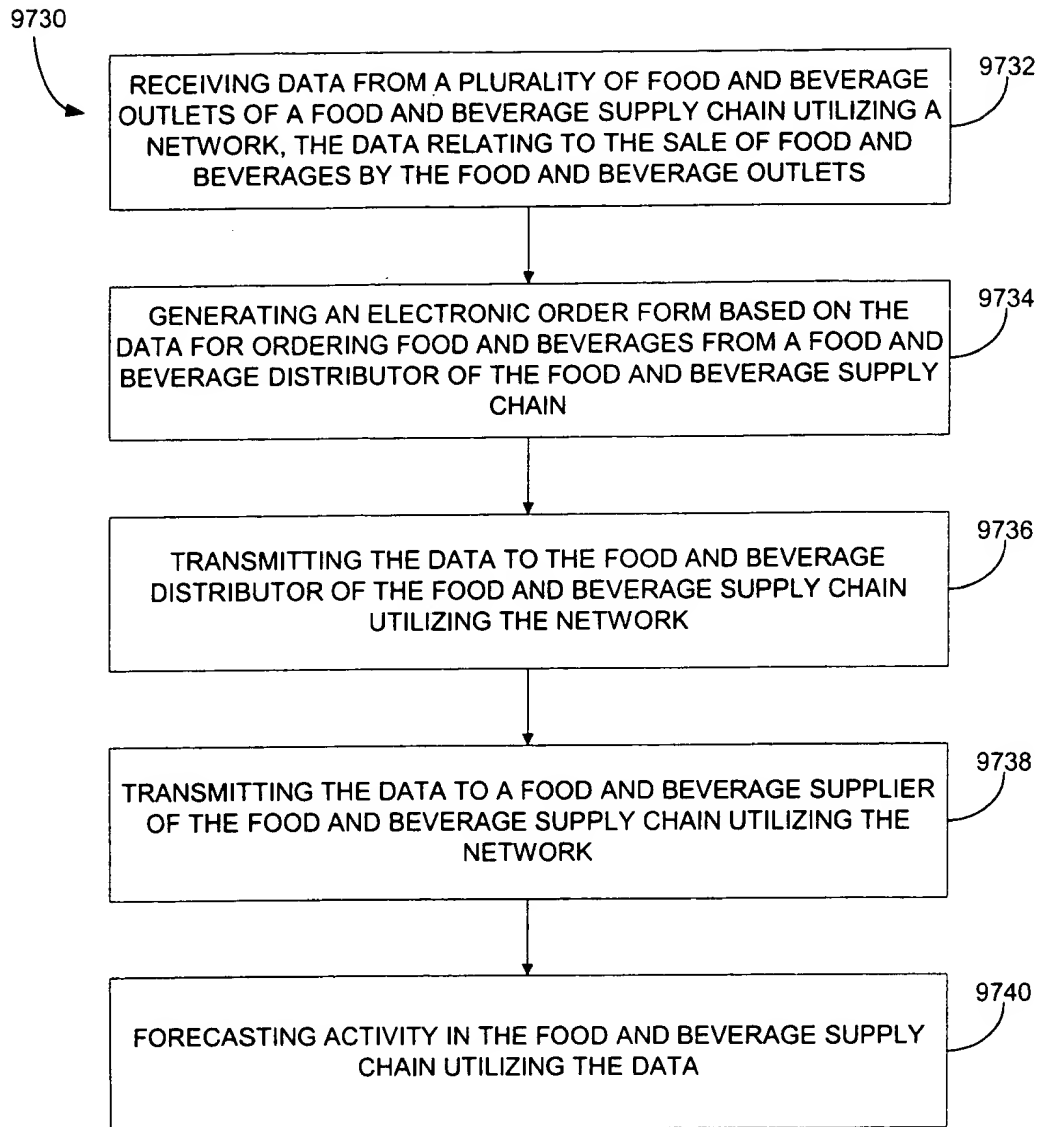 9730
RECEIVING DATA FROM A PLURALITY OF FOOD AND BEVERAGE
OUTLETS OF A FOOD AND BEVERAGE SUPPLY CHAIN UTILIZING A
NETWORK, THE DATA RELATING TO THE SALE OF FOOD AND
BEVERAGES BY THE FOOD AND BEVERAGE OUTLETS
9732
GENERATING AN ELECTRONIC ORDER FORM BASED ON THE
DATA FOR ORDERING FOOD AND BEVERAGES FROM A FOOD AND
BEVERAGE DISTRIBUTOR OF THE FOOD AND BEVERAGE SUPPLY
CHAIN
9734
TRANSMITTING THE DATA TO THE FOOD AND BEVERAGE
DISTRIBUTOR OF THE FOOD AND BEVERAGE SUPPLY CHAIN
UTILIZING THE NETWORK
9736
TRANSMITTING THE DATA TO A FOOD AND BEVERAGE SUPPLIER
OF THE FOOD AND BEVERAGE SUPPLY CHAIN UTILIZING THE
NETWORK
9738
FORECASTING ACTIVITY IN THE FOOD AND BEVERAGE SUPPLY
CHAIN UTILIZING THE DATA
9740